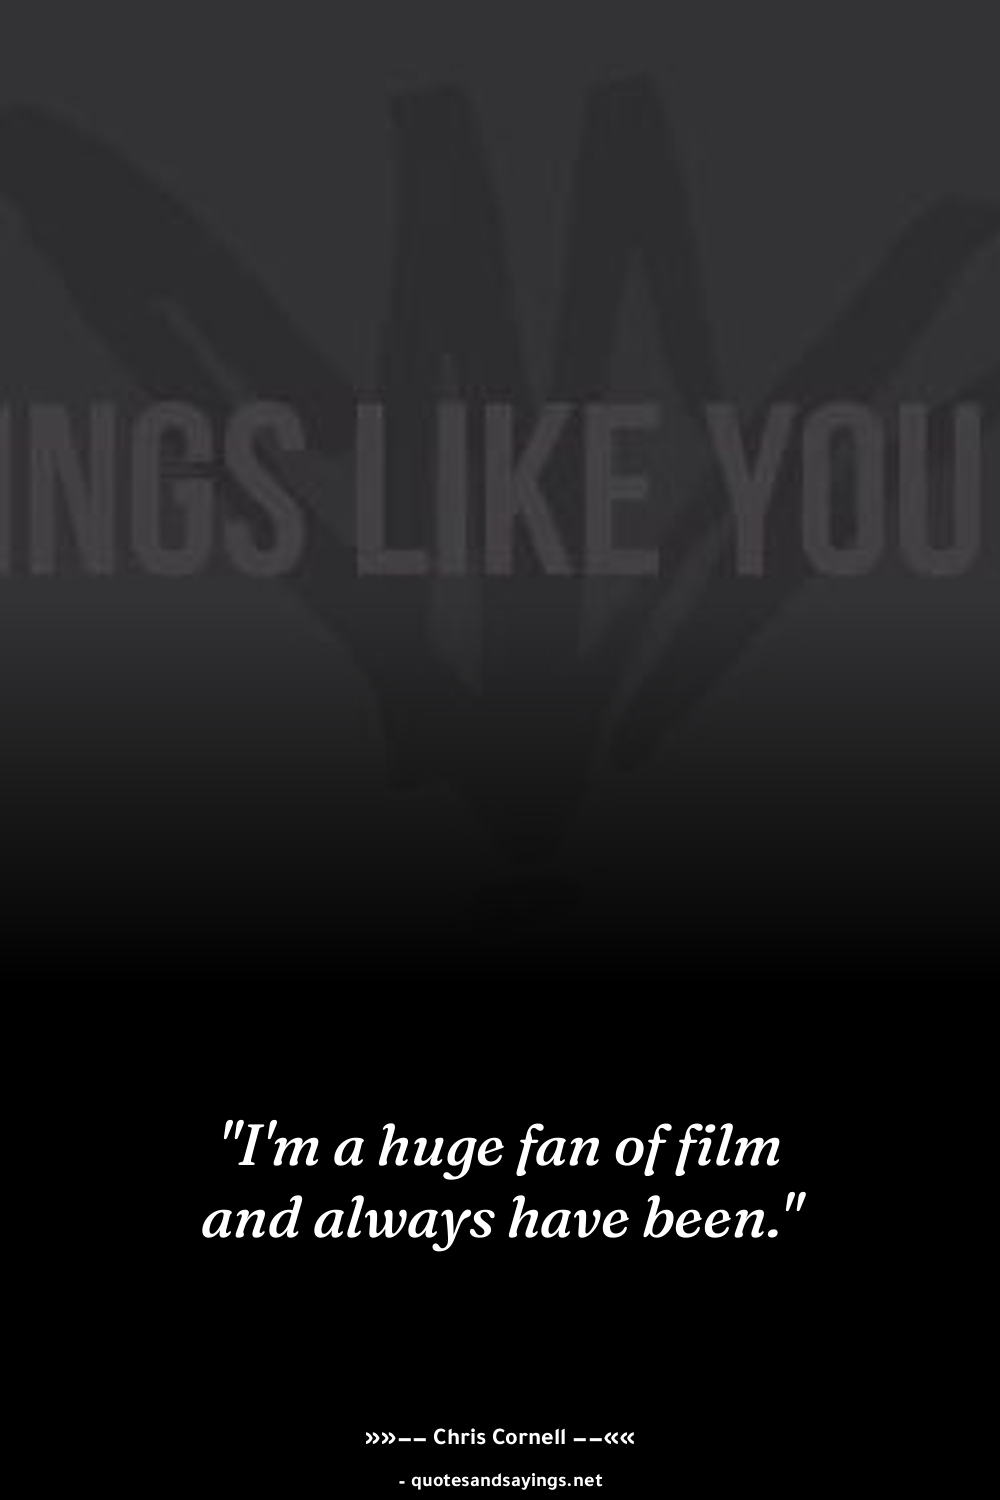 INGS LIKE YOU
"I'm a huge fan of film
and always have been."
»»–– Chris Cornell ––««
- quotesandsayings.net